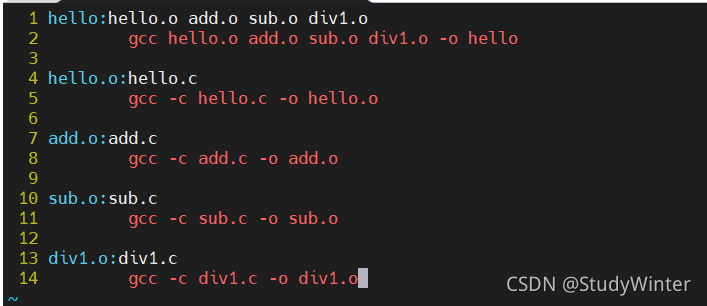 1 hello:hello.o add.o sub.o div1.o
2 gcc hello.o add.o sub.o div1.o -o hello
3
4 hello.o:hello.c
5 gcc -c hello.c -o hello.o
6
7 add.o:add.c
8 gcc -c add.c -o add.o
9
10 sub.o:sub.c
11 gcc -c sub.c -o sub.o
12
13 div1.o:div1.c
14 gcc -c div1.c -o div1.o
~
CSDN @StudyWinter